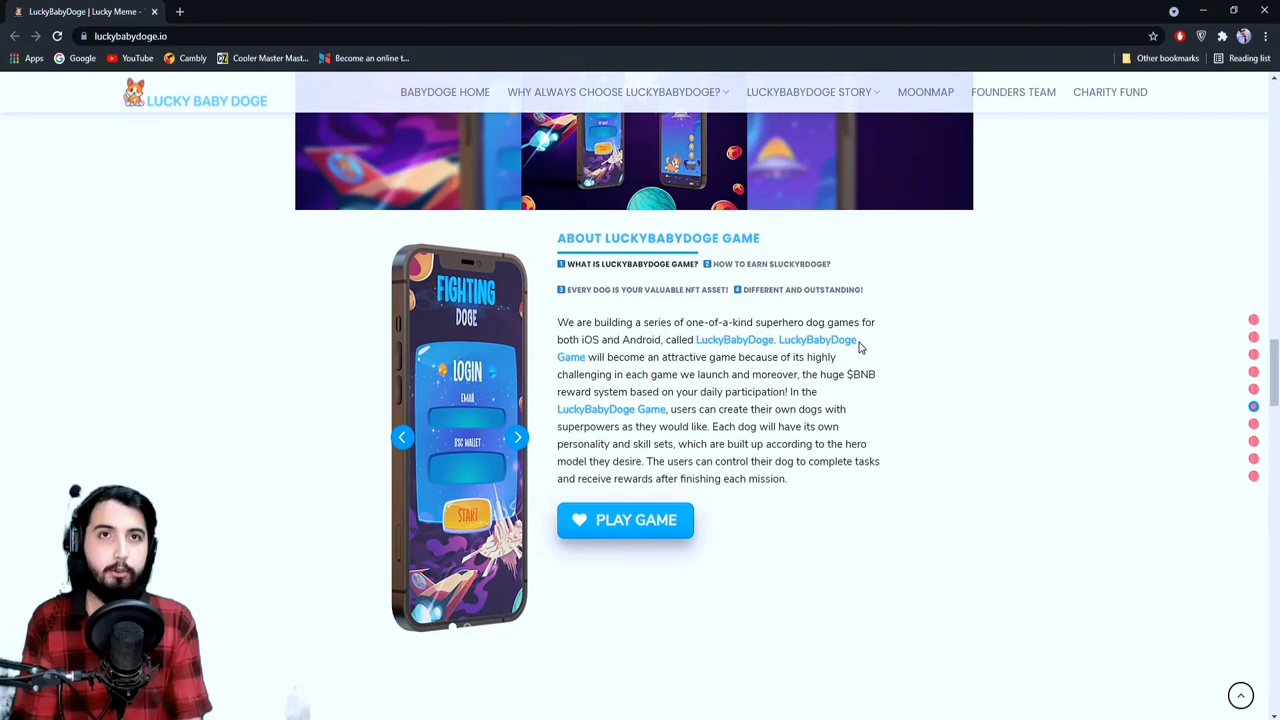 LuckyBabyDoge | Lucky Meme -
luckybabydoge.io
Apps
Google
YouTube
Cambly
Cooler Master Mast...
Become an online t...
Other bookmarks
Reading list
LUCKY BABY DOGE
BABYDOGE HOME
WHY ALWAYS CHOOSE LUCKYBABYDOGE?
LUCKYBABYDOGE STORY
MOONMAP
FOUNDERS TEAM
CHARITY FUND
FIGHTING
DOGE
LOGIN
EMAIL
BSC WALLET
START
ABOUT LUCKYBABYDOGE GAME
1 WHAT IS LUCKYBABYDOGE GAME? 2 HOW TO EARN $LUCKYBDOGE?
3 EVERY DOG IS YOUR VALUABLE NFT ASSET! 4 DIFFERENT AND OUTSTANDING!
We are building a series of one-of-a-kind superhero dog games for
both iOS and Android, called LuckyBabyDoge. LuckyBabyDoge
Game will become an attractive game because of its highly
challenging in each game we launch and moreover, the huge $BNB
reward system based on your daily participation! In the
LuckyBabyDoge Game, users can create their own dogs with
superpowers as they would like. Each dog will have its own
personality and skill sets, which are built up according to the hero
model they desire. The users can control their dog to complete tasks
and receive rewards after finishing each mission.
PLAY GAME